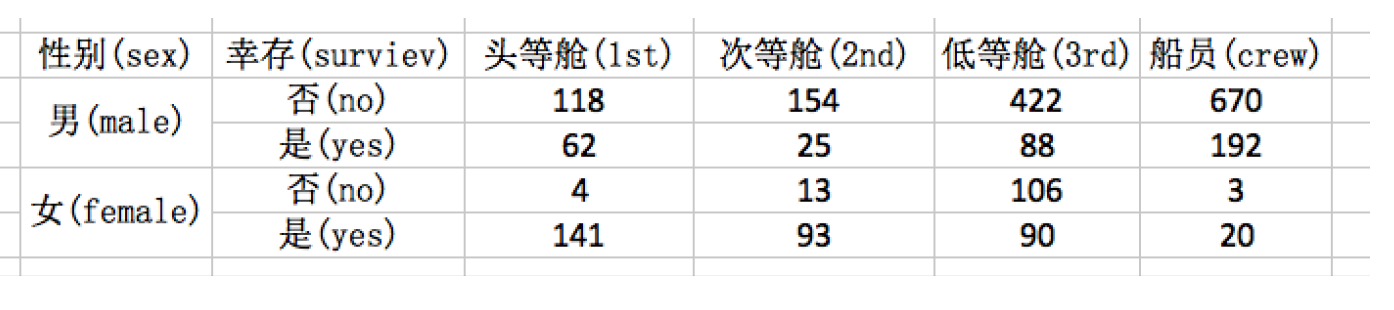 性别(sex) 幸存(surviev) 头等舱(1st) 次等舱(2nd) 低等舱(3rd) 船员(crew)
男(male) 否(no) 118 154 422 670
是(yes) 62 25 88 192
女(female) 否(no) 4 13 106 3
是(yes) 141 93 90 20